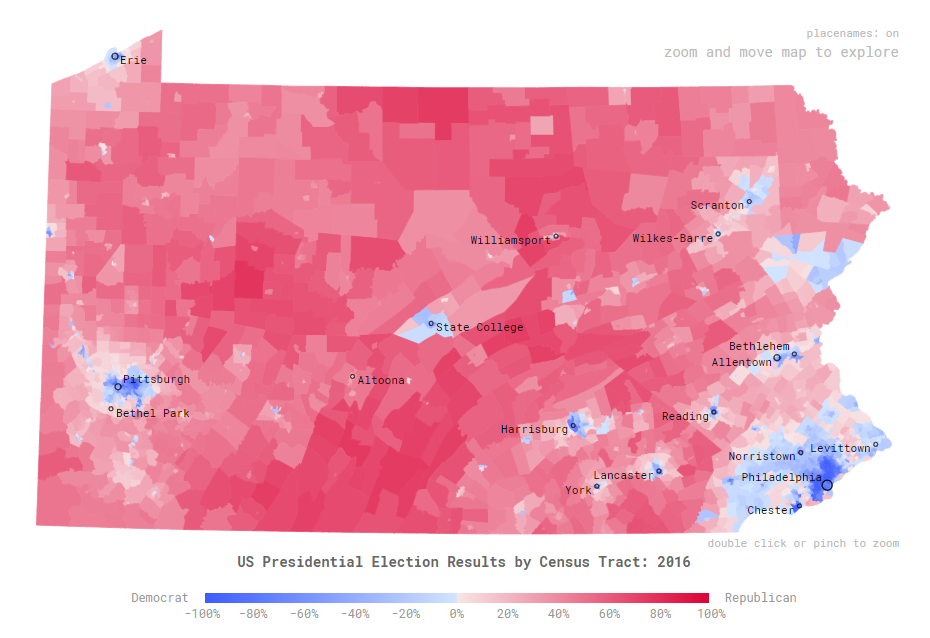 placenames: on
zoom and move map to explore
Erie
Scranton
Williamsport
Wilkes-Barre
State College
Bethlehem
Allentown
Pittsburgh
Altoona
Bethel Park
Reading
Harrisburg
Levittown
Norristown
Lancaster
Philadelphia
York
Chester
double click or pinch to zoom
US Presidential Election Results by Census Tract: 2016
Democrat
Republican
-100% -80% -60% -40% -20% 0% 20% 40% 60% 80% 100%